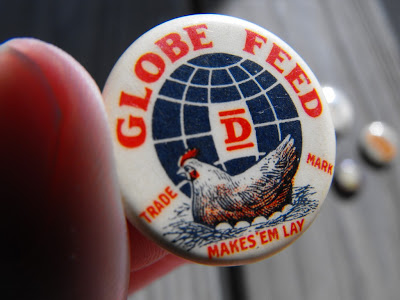 GLOBE FEED
D
TRADE MARK
MAKES 'EM LAY